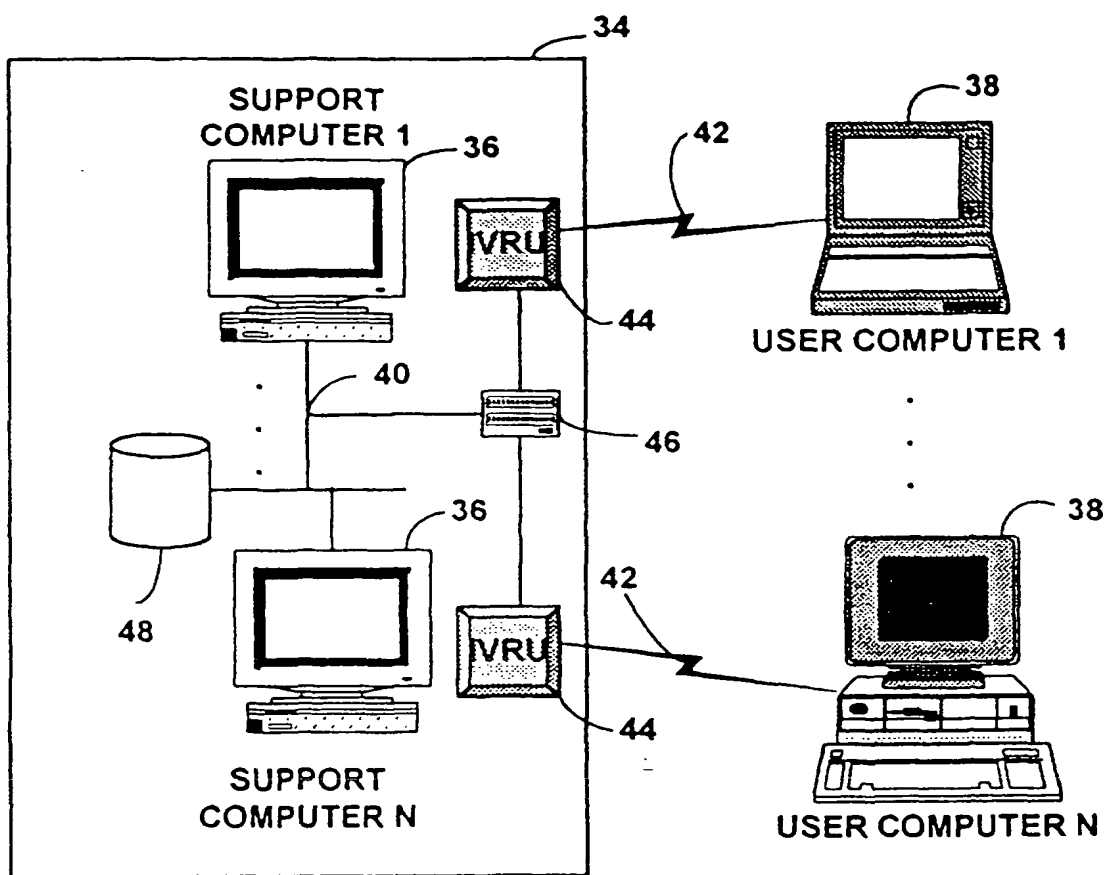 34
SUPPORT
COMPUTER 1
36
42
38
IVRU
44
USER COMPUTER 1
40
46
36
38
48
42
IVRU
44
SUPPORT
COMPUTER N
USER COMPUTER N